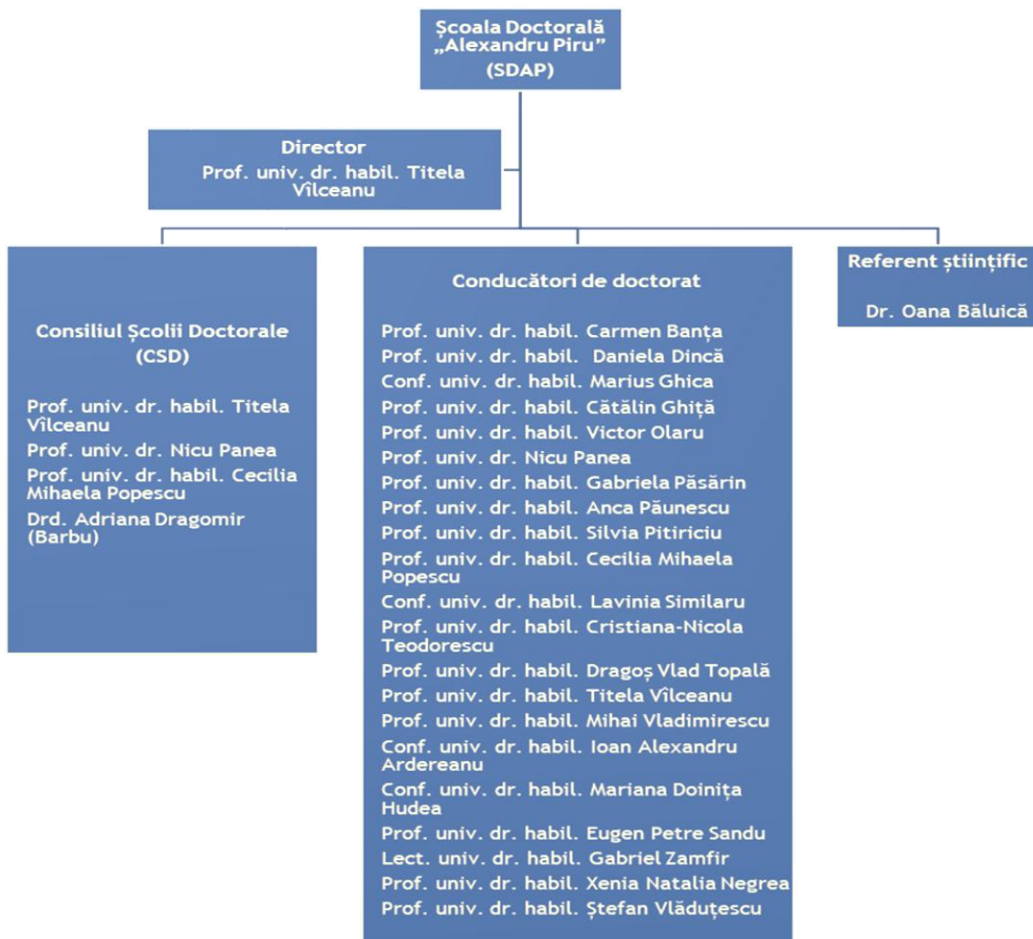 Școala Doctorală
„Alexandru Piru”
(SDAP)
Director
Prof. univ. dr. habil. Titela
Vîlceanu
Consiliul Școlii Doctorale
(CSD)
Prof. univ. dr. habil. Titela
Vîlceanu
Prof. univ. dr. Nicu Panea
Prof. univ. dr. habil. Cecilia
Mihaela Popescu
Drd. Adriana Dragomir
(Barbu)
Conducători de doctorat
Prof. univ. dr. habil. Carmen Banța
Prof. univ. dr. habil. Daniela Dincă
Conf. univ. dr. habil. Marius Ghica
Prof. univ. dr. habil. Cătălin Ghiță
Prof. univ. dr. habil. Victor Olaru
Prof. univ. dr. Nicu Panea
Prof. univ. dr. habil. Gabriela Păsărin
Prof. univ. dr. habil. Anca Păunescu
Prof. univ. dr. habil. Silvia Pitiriciu
Prof. univ. dr. habil. Cecilia Mihaela
Popescu
Conf. univ. dr. habil. Lavinia Similaru
Prof. univ. dr. habil. Cristiana-Nicola
Teodorescu
Prof. univ. dr. habil. Dragoș Vlad Topală
Prof. univ. dr. habil. Titela Vîlceanu
Prof. univ. dr. habil. Mihai Vladimirescu
Conf. univ. dr. habil. Ioan Alexandru
Ardereanu
Conf. univ. dr. habil. Mariana Doinița
Hudea
Prof. univ. dr. habil. Eugen Petre Sandu
Lect. univ. dr. habil. Gabriel Zamfir
Prof. univ. dr. habil. Xenia Natalia Negrea
Prof. univ. dr. habil. Ștefan Vlăduțescu
Referent științific
Dr. Oana Băluică